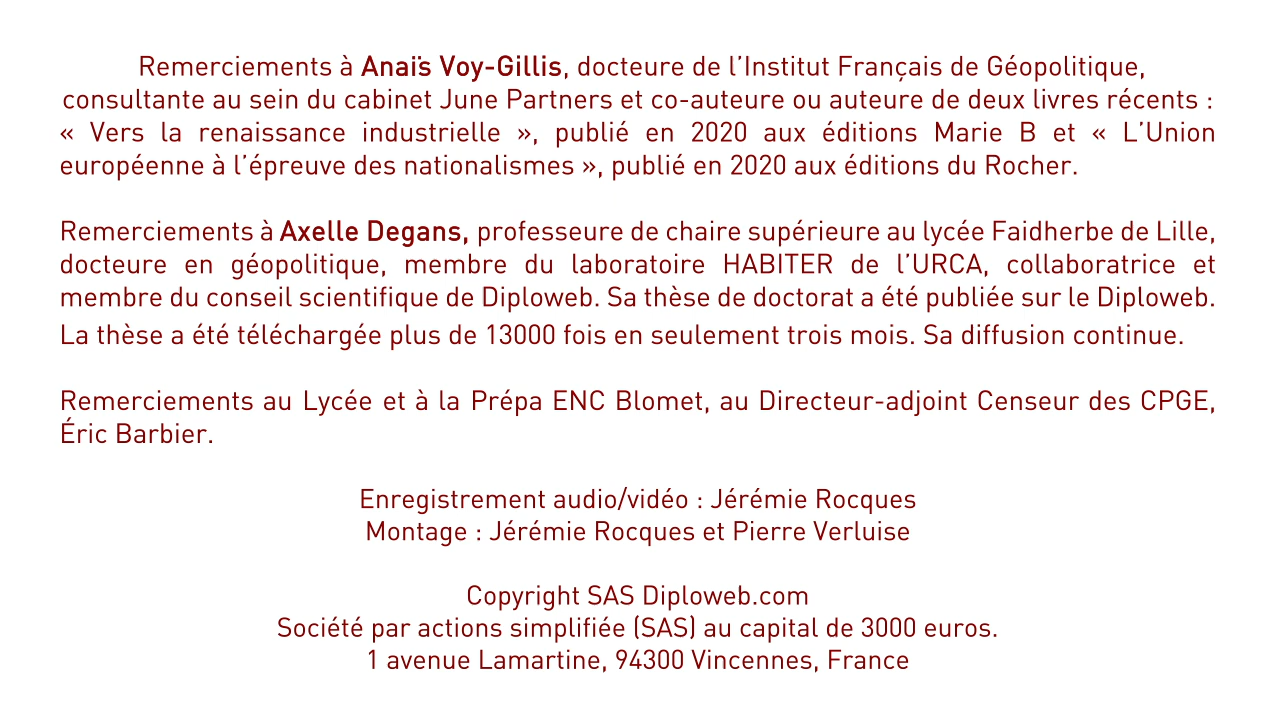 Remerciements à Anaïs Voy-Gillis, docteure de l’Institut Français de Géopolitique,
consultante au sein du cabinet June Partners et co-auteure ou auteure de deux livres récents :
« Vers la renaissance industrielle », publié en 2020 aux éditions Marie B et « L’Union
européenne à l’épreuve des nationalismes », publié en 2020 aux éditions du Rocher.
Remerciements à Axelle Degans, professeure de chaire supérieure au lycée Faidherbe de Lille,
docteure en géopolitique, membre du laboratoire HABITER de l’URCA, collaboratrice et
membre du conseil scientifique de Diploweb. Sa thèse de doctorat a été publiée sur le Diploweb.
La thèse a été téléchargée plus de 13000 fois en seulement trois mois. Sa diffusion continue.
Remerciements au Lycée et à la Prépa ENC Blomet, au Directeur-adjoint Censeur des CPGE,
Éric Barbier.
Enregistrement audio/vidéo : Jérémie Rocques
Montage : Jérémie Rocques et Pierre Verluise
Copyright SAS Diploweb.com
Société par actions simplifiée (SAS) au capital de 3000 euros.
1 avenue Lamartine, 94300 Vincennes, France